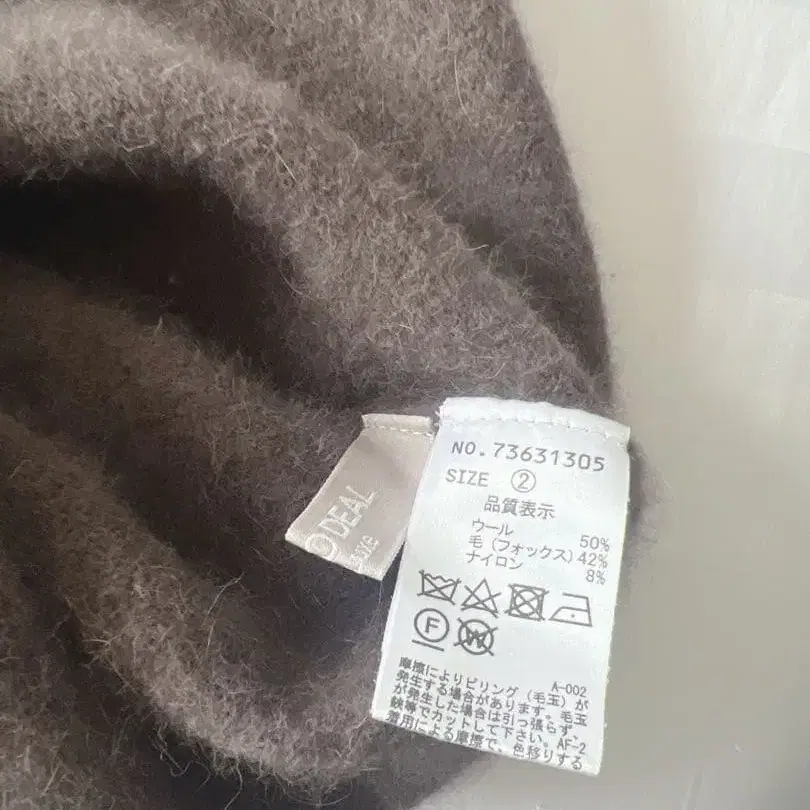 NO.73631305
SIZE ②
品質表示
ウール 50%
毛(フォックス) 42%
ナイロン 8%
F
W
A-002
摩擦によりピリング(毛玉)が
発生する場合があります。毛玉
が発生した場合は引っ張らず、
鋏等でカットして下さい。AF-2
着用による摩擦で、色移りする
DEAL